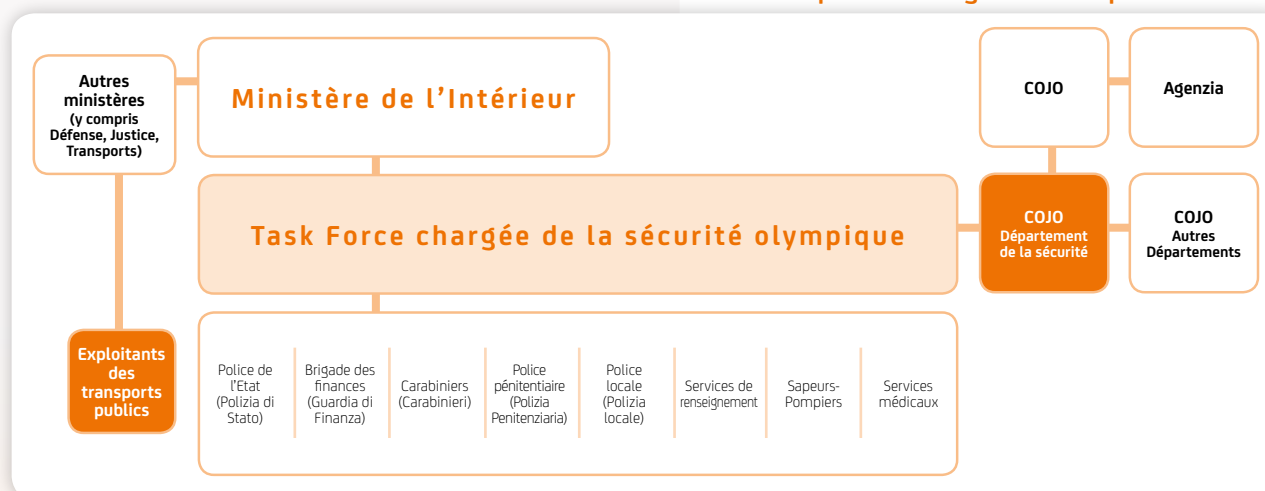 Autres
ministères
(y compris
Défense, Justice,
Transports)
Ministère de l'Intérieur
COJO
Agenzia
Task Force chargée de la sécurité olympique
COJO
Département
de la sécurité
COJO
Autres
Départements
Exploitants
des
transports
publics
Police de
l'Etat
(Polizia di
Stato)
Brigade des
finances
(Guardia di
Finanza)
Carabiniers
(Carabinieri)
Police
pénitentiaire
(Polizia
Penitenziaria)
Police
locale
(Polizia
locale)
Services de
renseignement
Sapeurs-
Pompiers
Services
médicaux